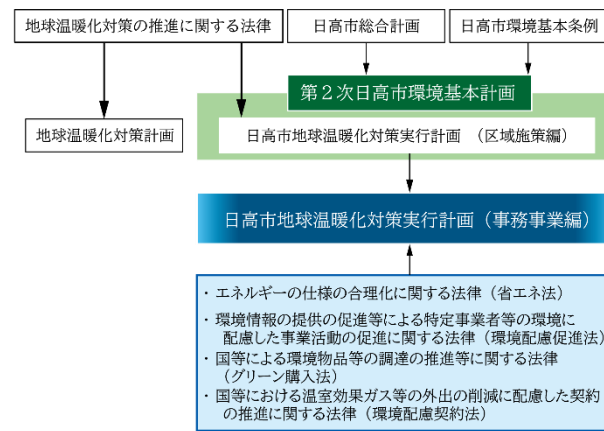 地球温暖化対策の推進に関する法律
日高市総合計画
日高市環境基本条例
第2次日高市環境基本計画
地球温暖化対策計画
日高市地球温暖化対策実行計画 (区域施策編)
日高市地球温暖化対策実行計画(事務事業編)
・エネルギーの仕様の合理化に関する法律(省エネ法)
・環境情報の提供の促進等による特定事業者等の環境に
配慮した事業活動の促進に関する法律(環境配慮促進法)
・国等による環境物品等の調達の推進等に関する法律
(グリーン購入法)
・国等における温室効果ガス等の外出の削減に配慮した契約
の推進に関する法律(環境配慮契約法)